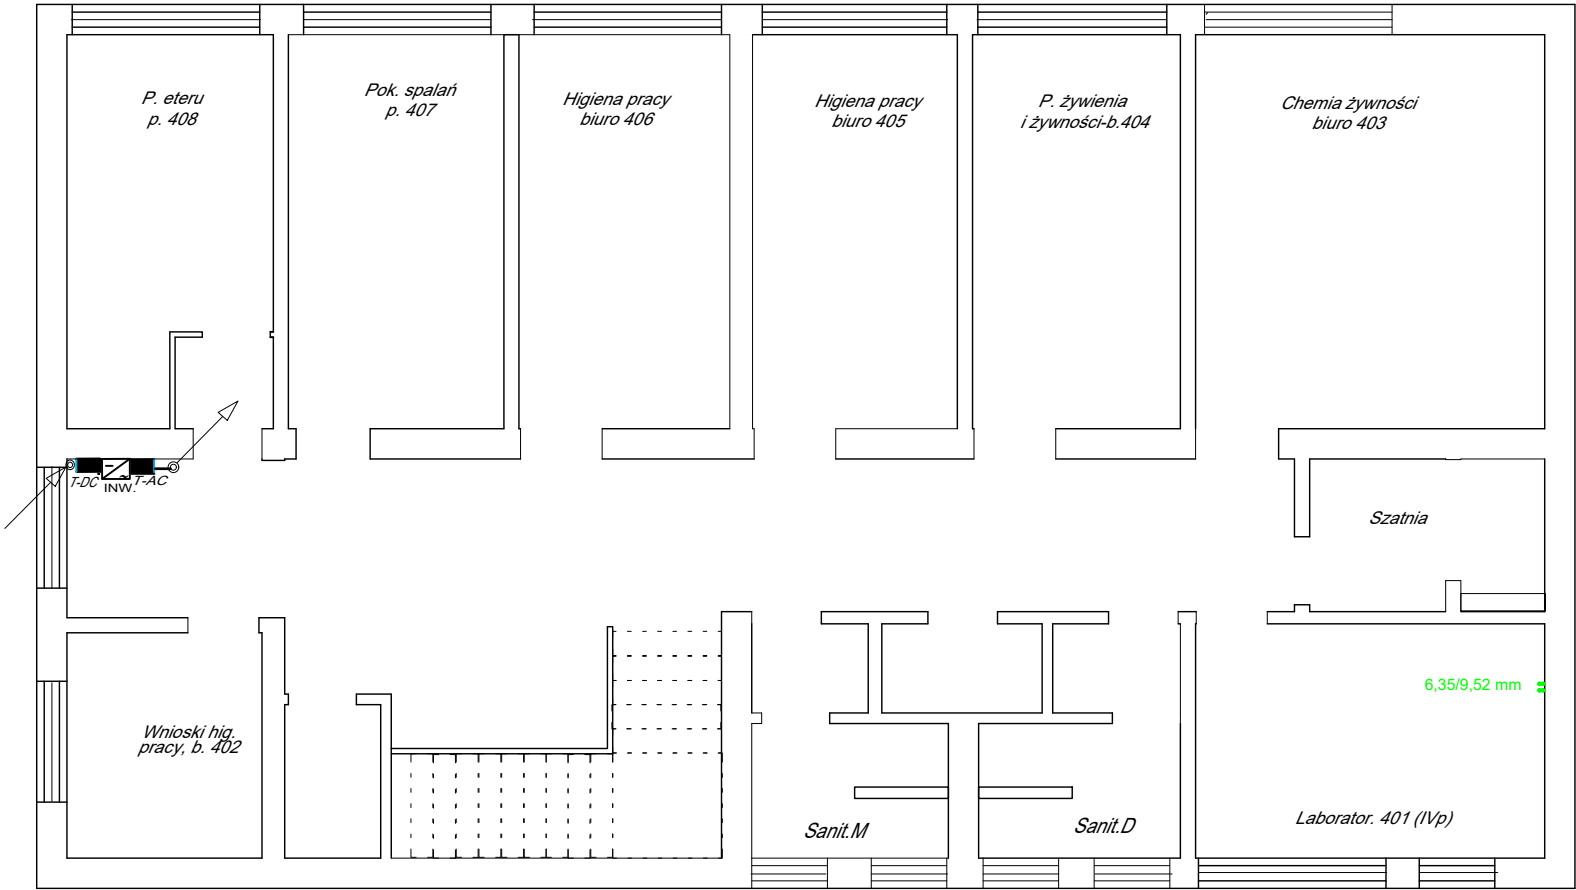 P. eteru
p. 408
Pok. spalań
p. 407
Higiena pracy
biuro 406
Higiena pracy
biuro 405
P. żywienia
i żywności-b.404
Chemia żywności
biuro 403
T-DC
INW.
T-AC
Szatnia
6,35/9,52 mm
Wnioski hig.
pracy, b. 402
Sanit.M
Sanit.D
Laborator. 401 (IVp)